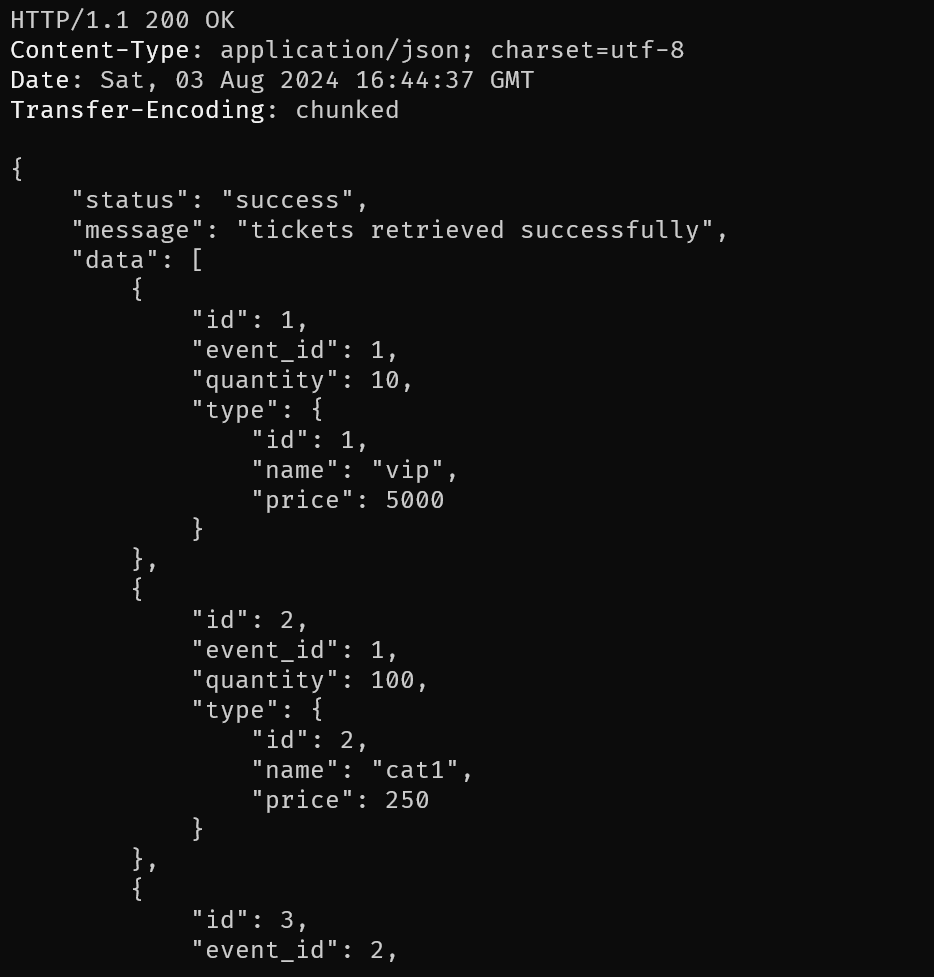 HTTP/1.1 200 OK
Content-Type: application/json; charset=utf-8
Date: Sat, 03 Aug 2024 16:44:37 GMT
Transfer-Encoding: chunked

{
    "status": "success",
    "message": "tickets retrieved successfully",
    "data": [
        {
            "id": 1,
            "event_id": 1,
            "quantity": 10,
            "type": {
                "id": 1,
                "name": "vip",
                "price": 5000
            }
        },
        {
            "id": 2,
            "event_id": 1,
            "quantity": 100,
            "type": {
                "id": 2,
                "name": "cat1",
                "price": 250
            }
        },
        {
            "id": 3,
            "event_id": 2,